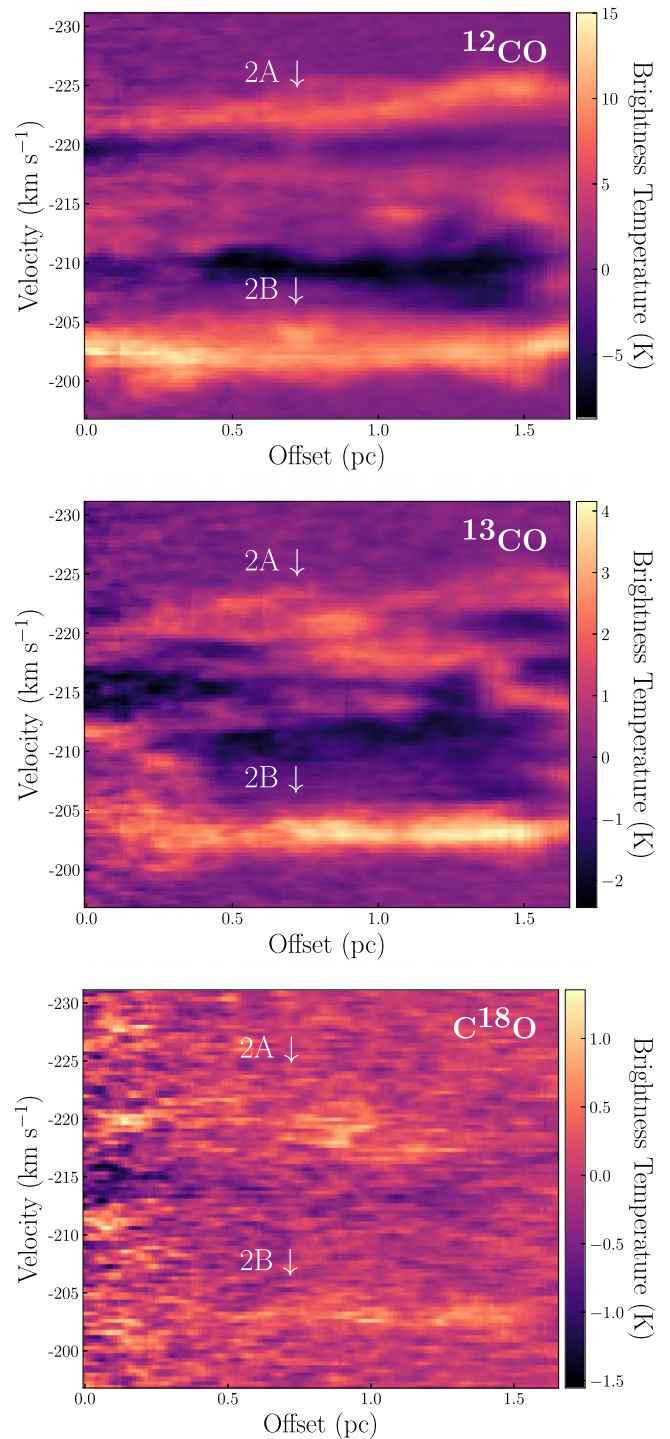 -230
-225
-220
-215
-210
-205
-200
Velocity (km s⁻¹)
2A ↓
2B ↓
¹²CO
0.0 0.5 1.0 1.5
Offset (pc)
15
10
5
0
−5
Brightness Temperature (K)
-230
-225
-220
-215
-210
-205
-200
Velocity (km s⁻¹)
2A ↓
2B ↓
¹³CO
0.0 0.5 1.0 1.5
Offset (pc)
4
3
2
1
0
−1
−2
Brightness Temperature (K)
-230
-225
-220
-215
-210
-205
-200
Velocity (km s⁻¹)
2A ↓
2B ↓
C¹⁸O
0.0 0.5 1.0 1.5
Offset (pc)
1.0
0.5
0.0
−0.5
−1.0
−1.5
Brightness Temperature (K)